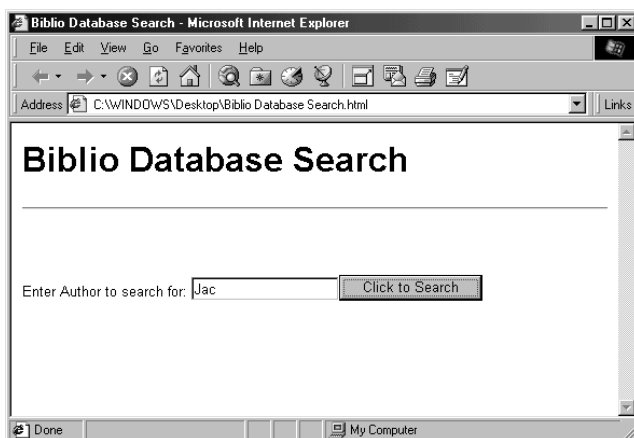 Biblio Database Search - Microsoft Internet Explorer
File Edit View Go Favorites Help
Address C:\WINDOWS\Desktop\Biblio Database Search.html Links
Biblio Database Search
Enter Author to search for: Jac Click to Search
Done My Computer